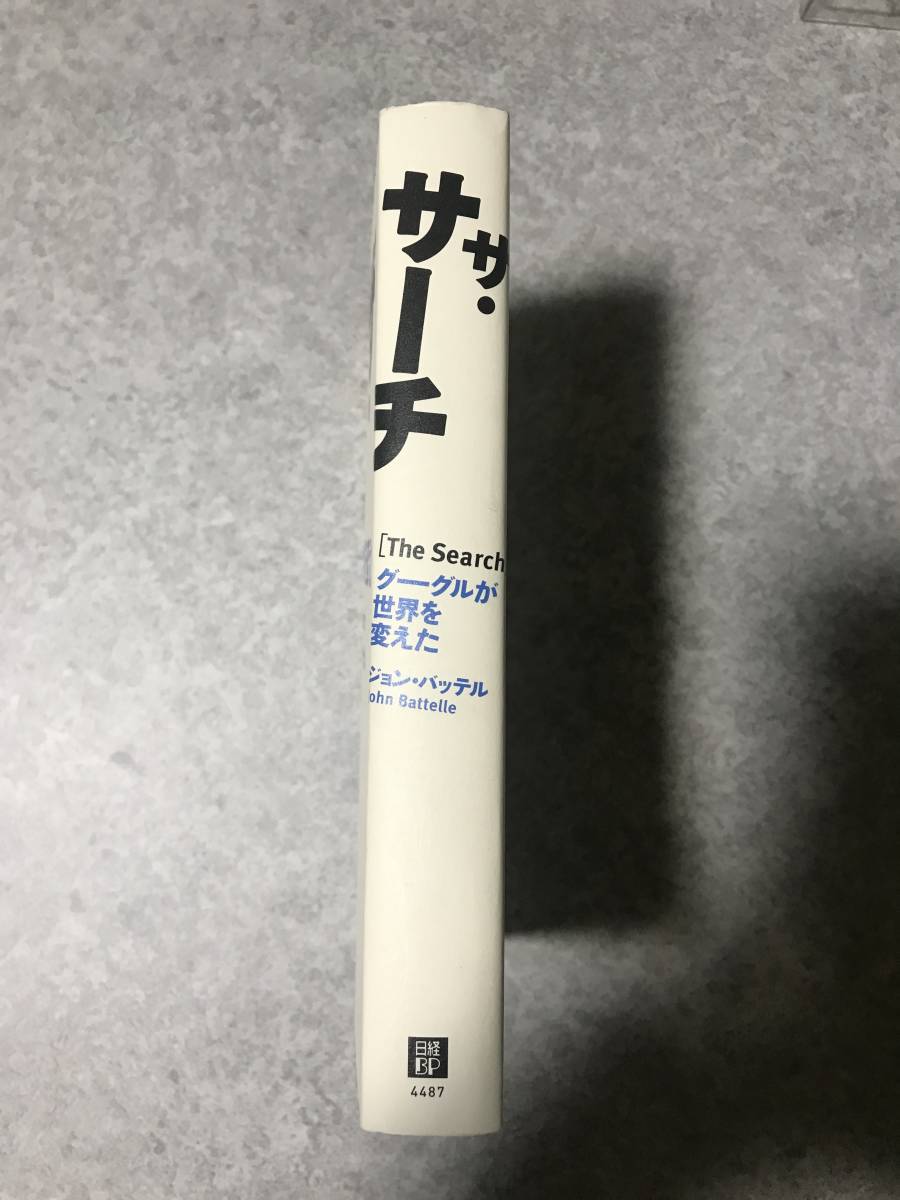 ザ・
サーチ
[The Search
グーグルが
世界を
変えた
ジョン・バッテル
ohn Battelle
日経
BP
4487